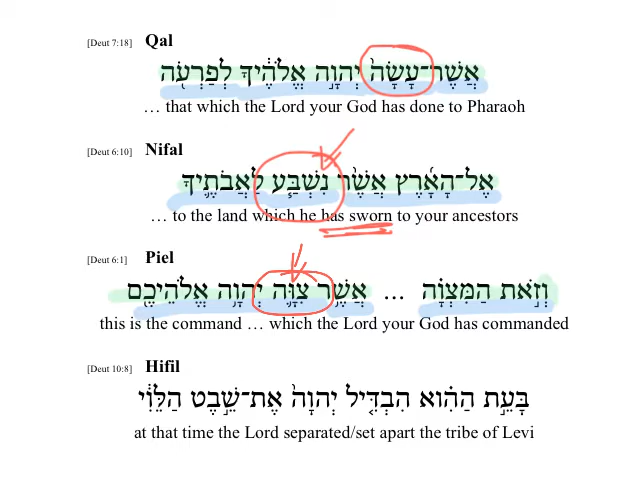 [Deut 7:18] Qal
אֲשֶׁר־עָשָׂה֙ יְהוָ֣ה אֱלֹהֶ֔יךָ לְפַרְעֹ֖ה
… that which the Lord your God has done to Pharaoh
[Deut 6:10] Nifal
אֶל־הָאָ֜רֶץ אֲשֶׁ֨ר נִשְׁבַּ֧ע לַאֲבֹתֶ֛יךָ
… to the land which he has sworn to your ancestors
[Deut 6:1] Piel
וְזֹ֣את הַמִּצְוָ֗ה … אֲשֶׁ֥ר צִוָּ֛ה יְהוָ֥ה אֱלֹהֵיכֶ֖ם
this is the command … which the Lord your God has commanded
[Deut 10:8] Hifil
בָּעֵ֣ת הַהִ֗וא הִבְדִּ֤יל יְהוָה֙ אֶת־שֵׁ֣בֶט הַלֵּוִ֔י
at that time the Lord separated/set apart the tribe of Levi